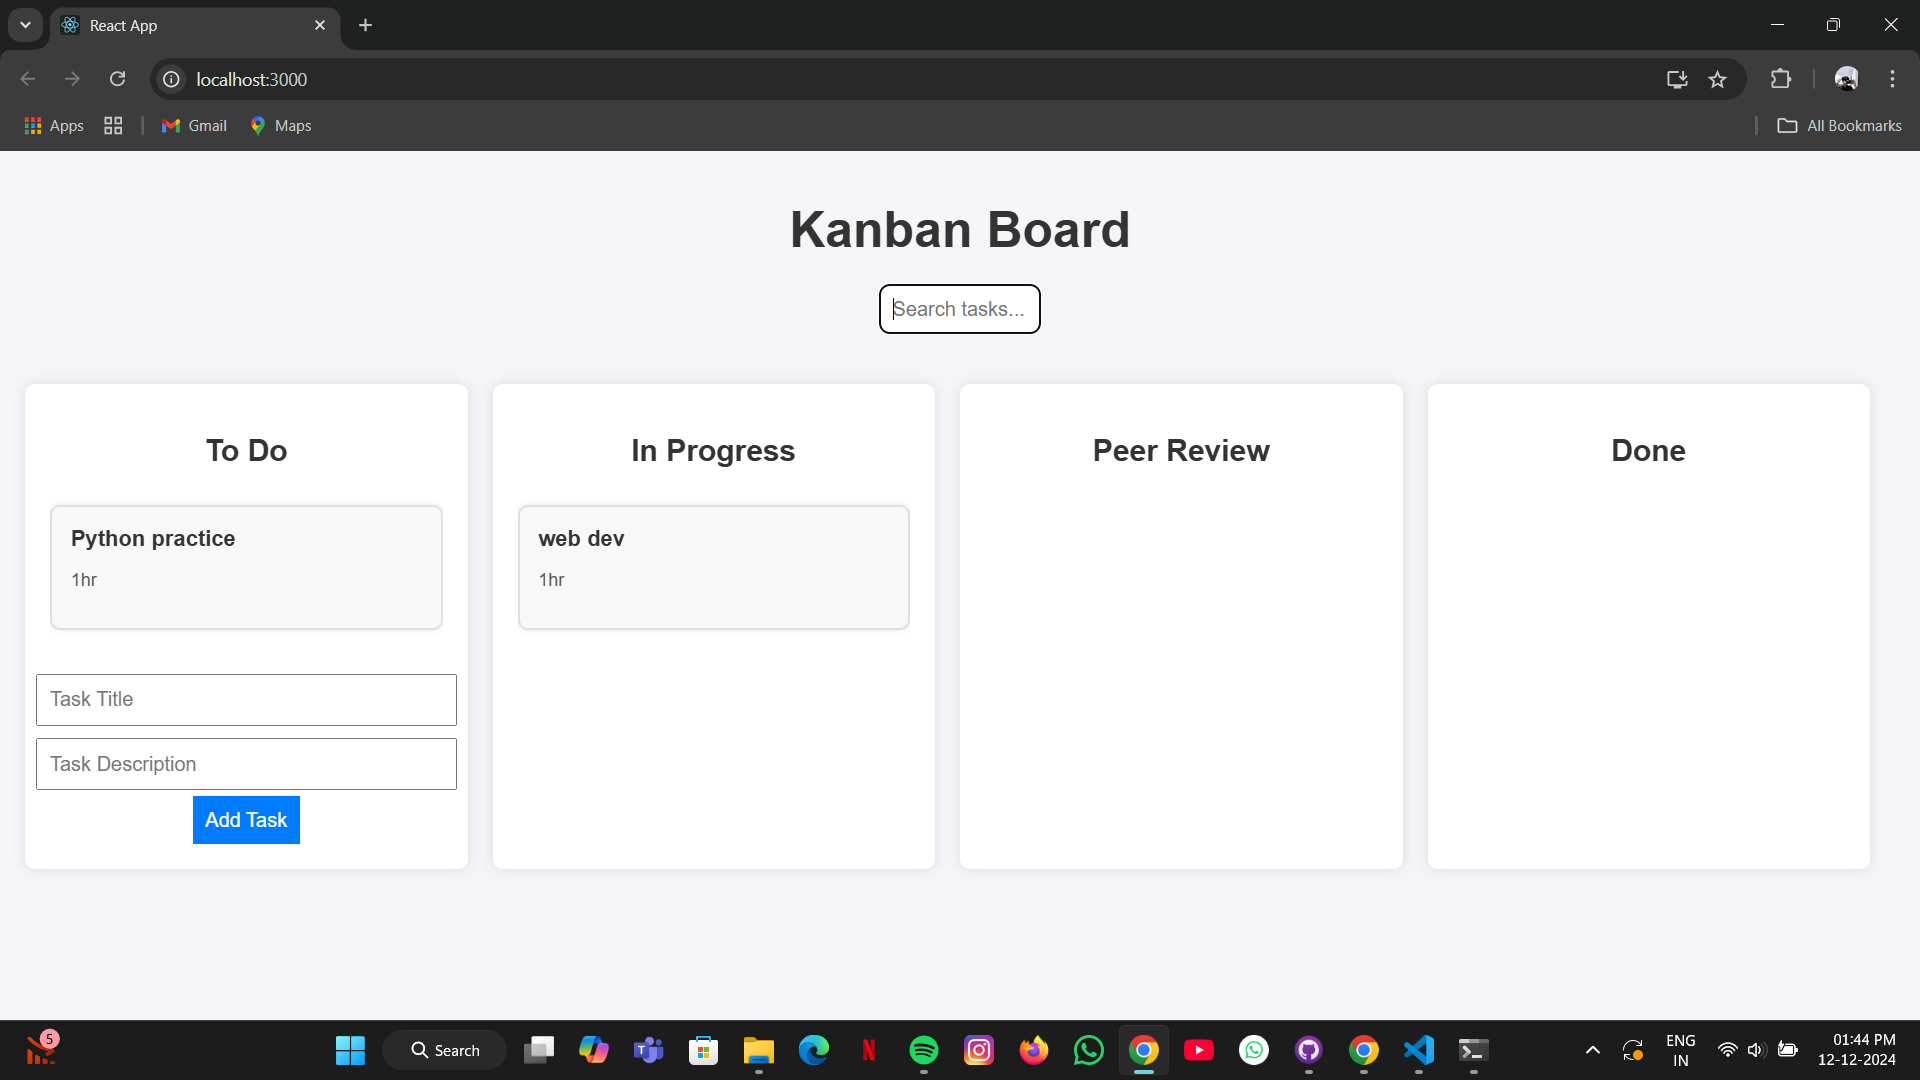 React App
localhost:3000
Apps
Gmail
Maps
All Bookmarks
Kanban Board
Search tasks...
To Do
In Progress
Peer Review
Done
Python practice
1hr
web dev
1hr
Task Title
Task Description
Add Task
5
Search
ENG
IN
01:44 PM
12-12-2024